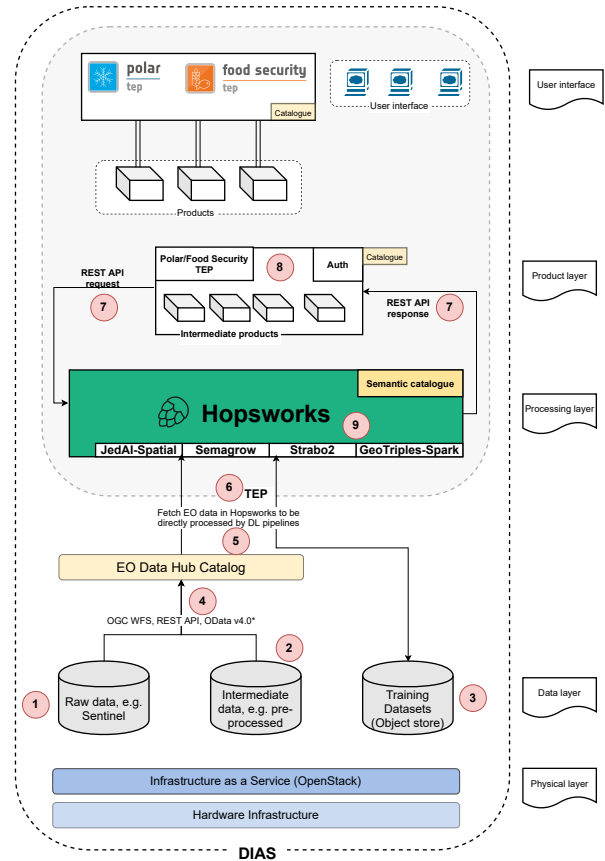 polar
tep
food security
tep
Catalogue
User interface
User interface
Products
Polar/Food Security
TEP
8
Auth
Catalogue
REST API
request
7
Intermediate products
REST API
response
7
Product layer
Semantic catalogue
Hopsworks
9
Processing layer
JedAI-Spatial
Semagrow
Strabo2
GeoTriples-Spark
6
TEP
Fetch EO data in Hopsworks to be
directly processed by DL pipelines
5
EO Data Hub Catalog
4
OGC WFS, REST API, OData v4.0*
2
1
Raw data, e.g.
Sentinel
Intermediate
data, e.g. pre-
processed
Training
Datasets
(Object store)
3
Data layer
Infrastructure as a Service (OpenStack)
Physical layer
Hardware Infrastructure
DIAS